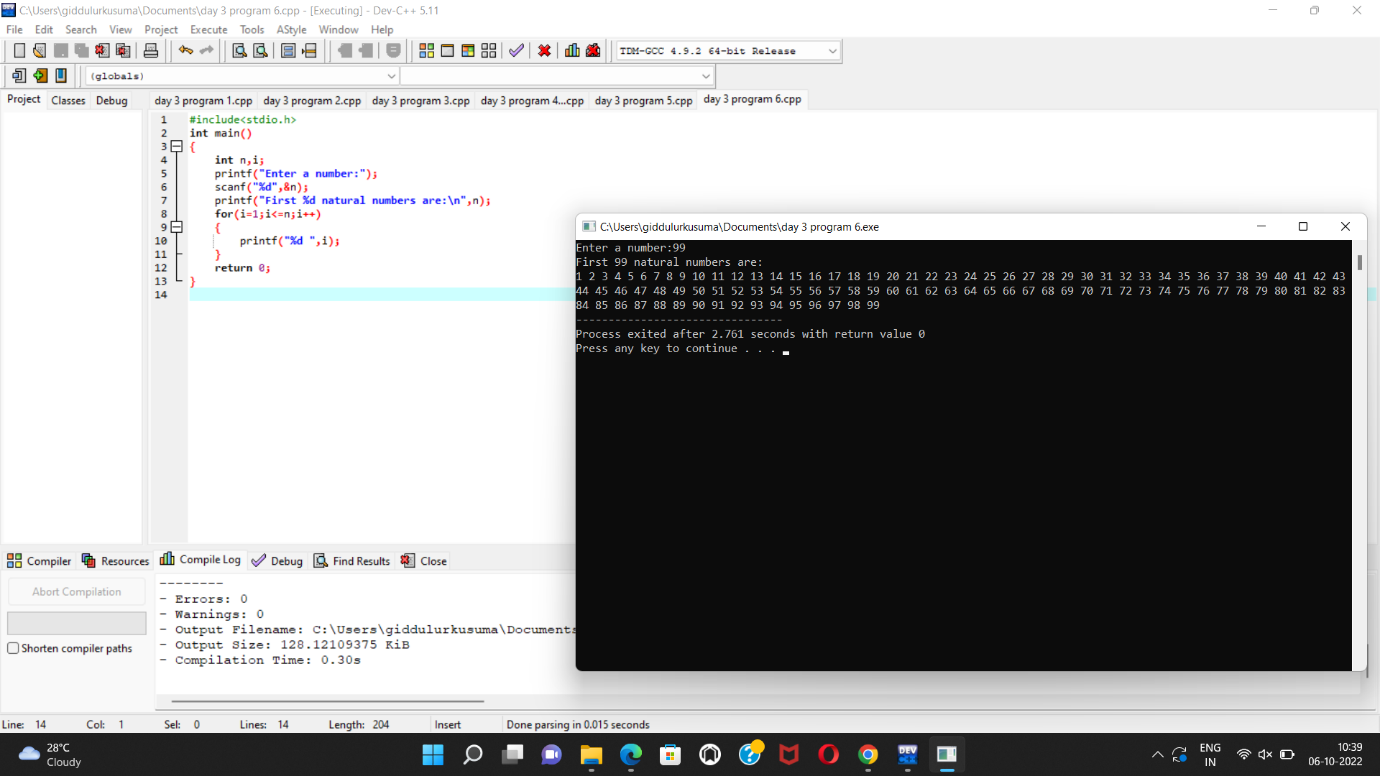 C:\Users\giddulurkusuma\Documents\day 3 program 6.cpp - [Executing] - Dev-C++ 5.11
File Edit Search View Project Execute Tools AStyle Window Help
TDM-GCC 4.9.2 64-bit Release
(globals)
Project Classes Debug
day 3 program 1.cpp day 3 program 2.cpp day 3 program 3.cpp day 3 program 4...cpp day 3 program 5.cpp day 3 program 6.cpp
1 #include<stdio.h>
2 int main()
3 {
4 int n,i;
5 printf("Enter a number:");
6 scanf("%d",&n);
7 printf("First %d natural numbers are:\n",n);
8 for(i=1;i<=n;i++)
9 {
10 printf("%d ",i);
11 }
12 return 0;
13 }
14
C:\Users\giddulurkusuma\Documents\day 3 program 6.exe
Enter a number:99
First 99 natural numbers are:
1 2 3 4 5 6 7 8 9 10 11 12 13 14 15 16 17 18 19 20 21 22 23 24 25 26 27 28 29 30 31 32 33 34 35 36 37 38 39 40 41 42 43
44 45 46 47 48 49 50 51 52 53 54 55 56 57 58 59 60 61 62 63 64 65 66 67 68 69 70 71 72 73 74 75 76 77 78 79 80 81 82 83
84 85 86 87 88 89 90 91 92 93 94 95 96 97 98 99
--------------------------------
Process exited after 2.761 seconds with return value 0
Press any key to continue . . .
Compiler Resources Compile Log Debug Find Results Close
Abort Compilation
Shorten compiler paths
--------
- Errors: 0
- Warnings: 0
- Output Filename: C:\Users\giddulurkusuma\Documents
- Output Size: 128.12109375 KiB
- Compilation Time: 0.30s
Line: 14 Col: 1 Sel: 0 Lines: 14 Length: 204 Insert Done parsing in 0.015 seconds
28°C
Cloudy
DEV
ENG
IN
10:39
06-10-2022